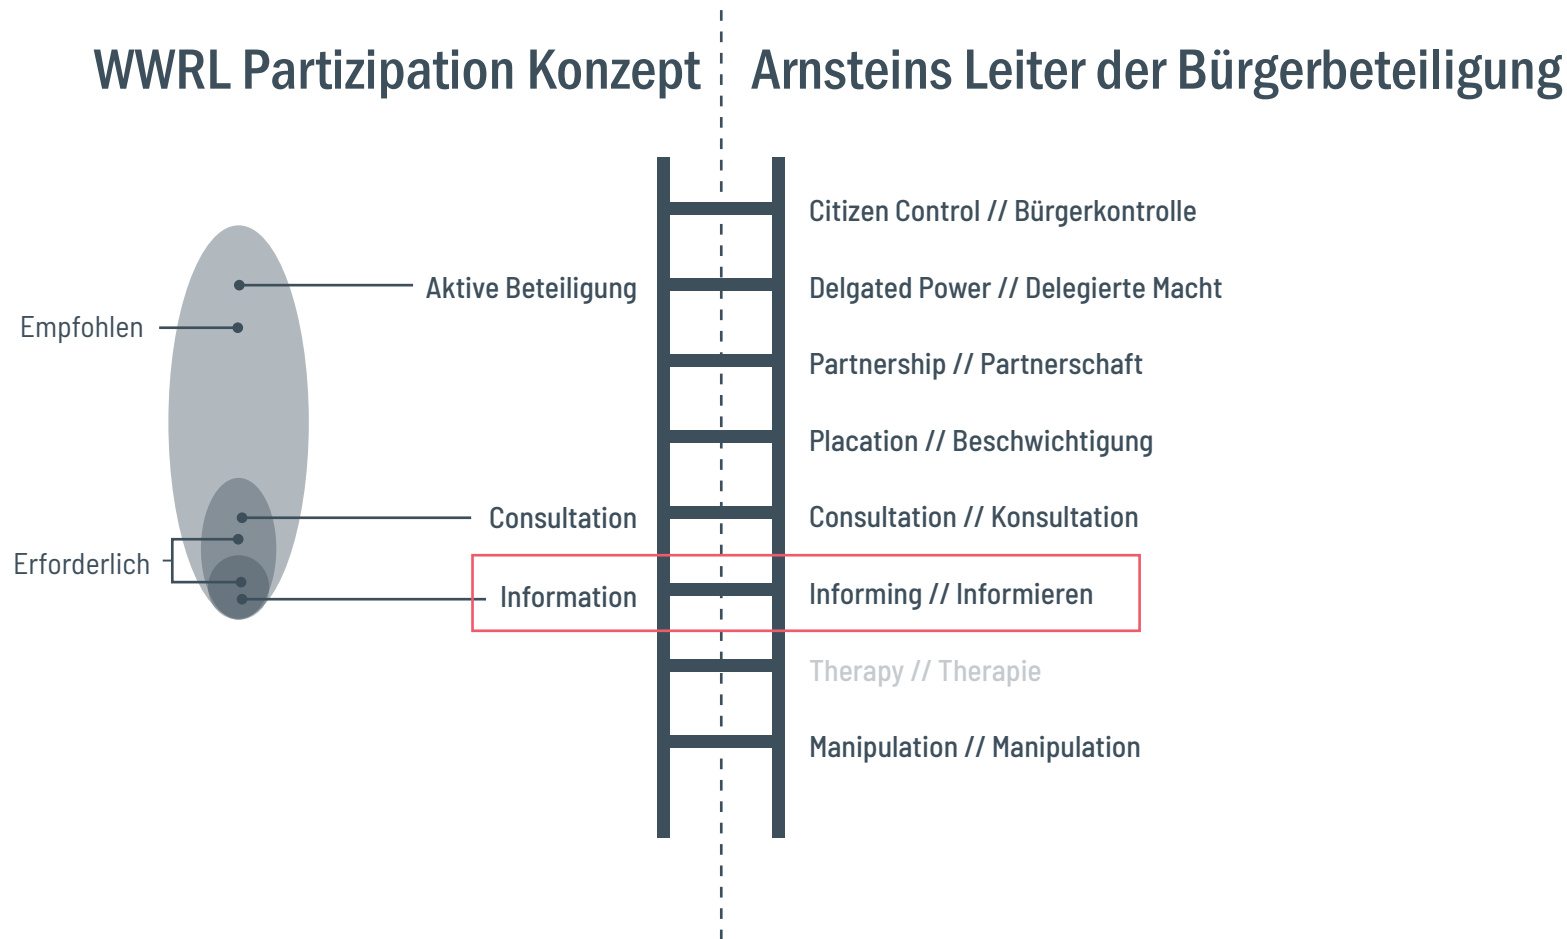 WWRL Partizipation Konzept
Arnsteins Leiter der Bürgerbeteiligung
Citizen Control // Bürgerkontrolle
Aktive Beteiligung
Delgated Power // Delegierte Macht
Empfohlen
Partnership // Partnerschaft
Placation // Beschwichtigung
Consultation
Consultation // Konsultation
Erforderlich
Information
Informing // Informieren
Therapy // Therapie
Manipulation // Manipulation